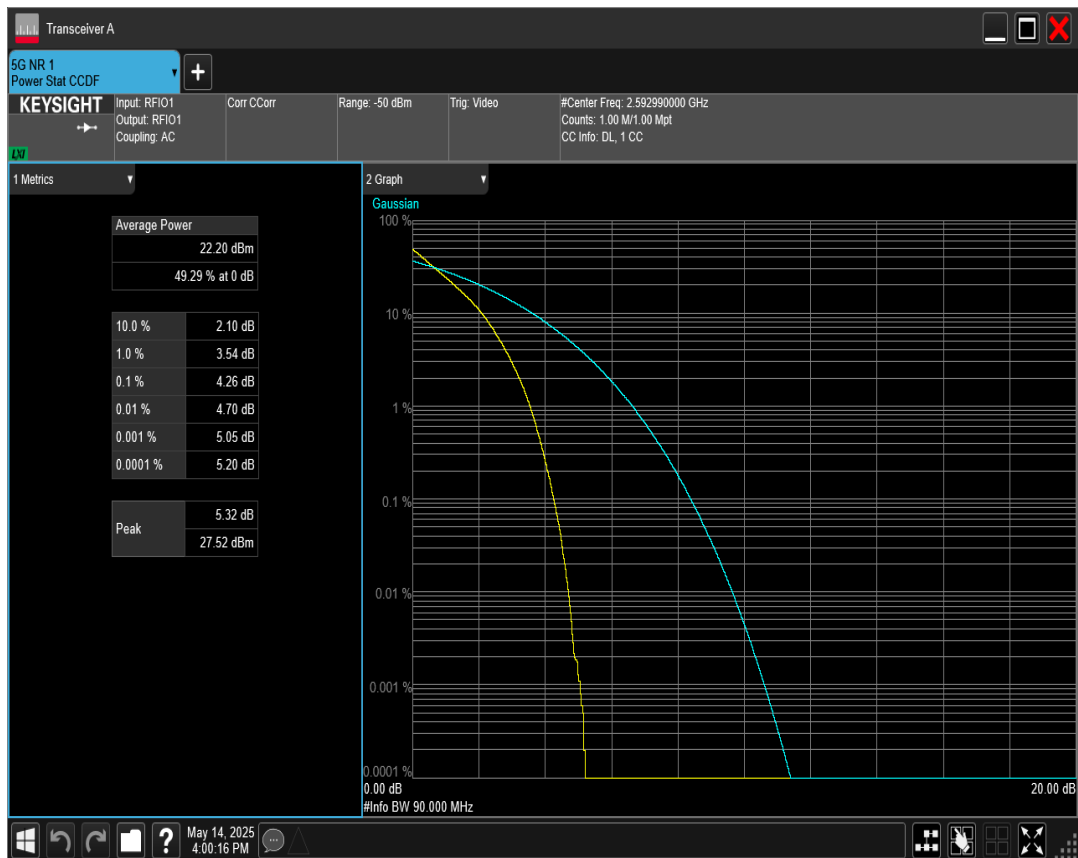 Transceiver A
5G NR 1
Power Stat CCDF
KEYSIGHT
LXI
Input: RFIO1
Output: RFIO1
Coupling: AC
Corr CCorr
Range: -50 dBm
Trig: Video
#Center Freq: 2.592990000 GHz
Counts: 1.00 M/1.00 Mpt
CC Info: DL, 1 CC
1 Metrics
Average Power
22.20 dBm
49.29 % at 0 dB
10.0 % 2.10 dB
1.0 % 3.54 dB
0.1 % 4.26 dB
0.01 % 4.70 dB
0.001 % 5.05 dB
0.0001 % 5.20 dB
Peak 5.32 dB
27.52 dBm
2 Graph
Gaussian
100 %
10 %
1 %
0.1 %
0.01 %
0.001 %
0.0001 %
0.00 dB 20.00 dB
#Info BW 90.000 MHz
? May 14, 2025
4:00:16 PM